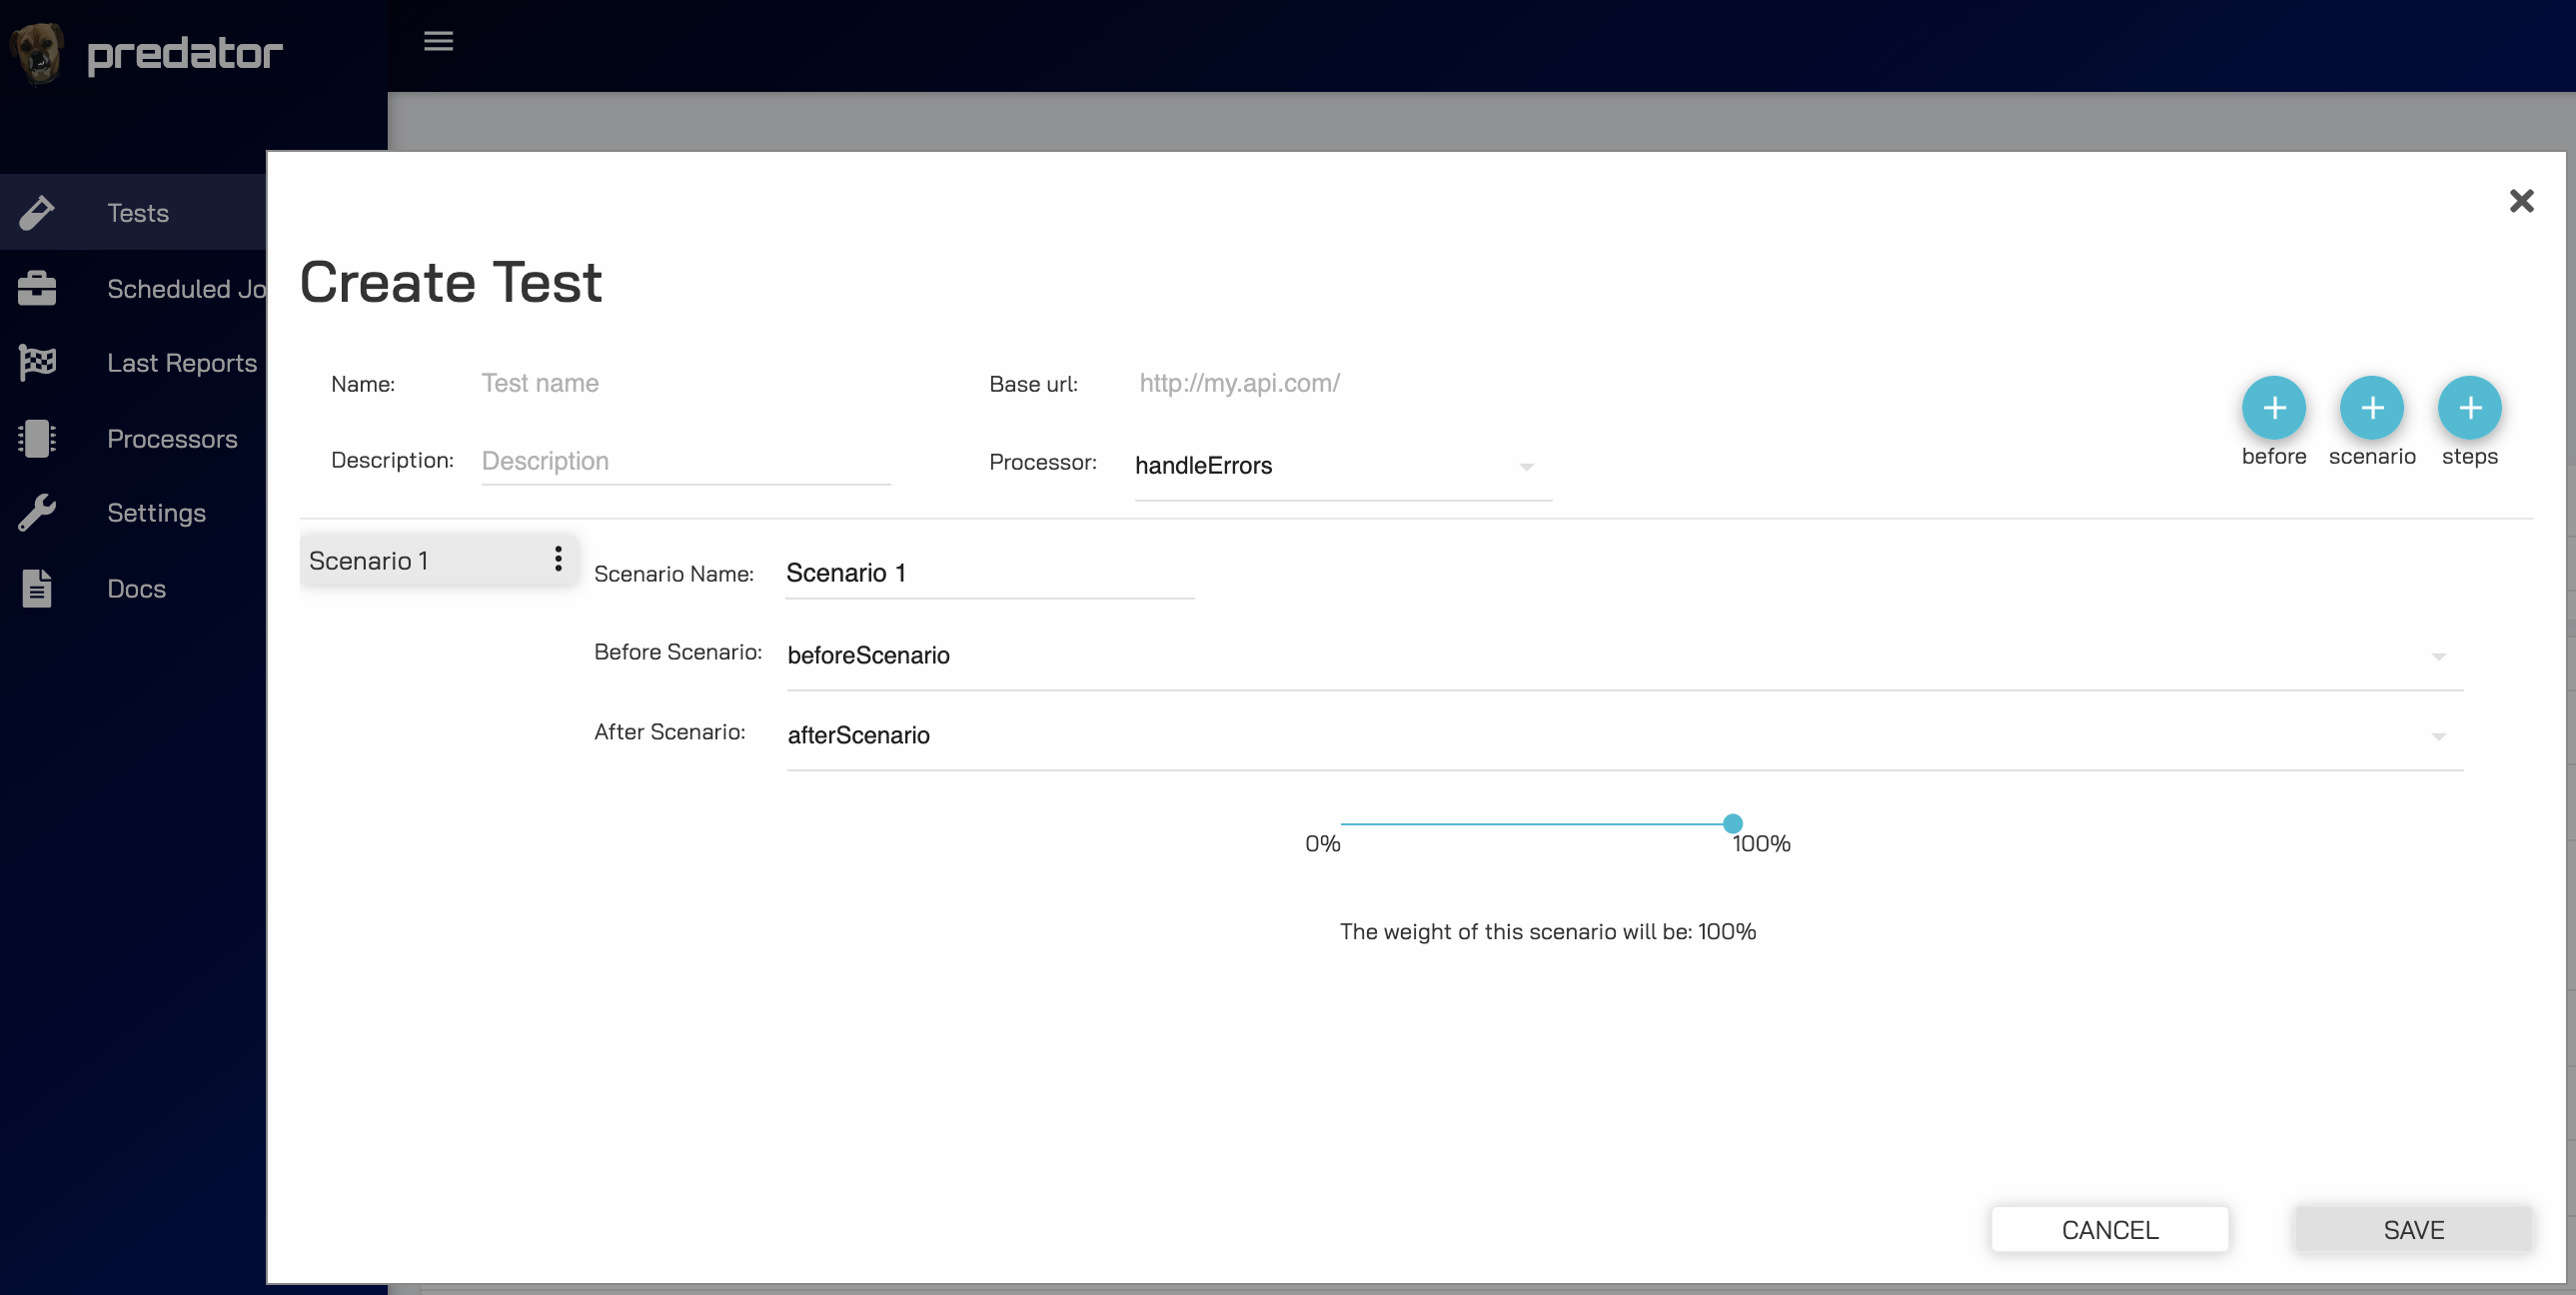 predator
Tests
Scheduled Jo
Last Reports
Processors
Settings
Docs
Create Test
Name: Test name
Base url: http://my.api.com/
Description: Description
Processor: handleErrors
before scenario steps
Scenario 1
Scenario Name: Scenario 1
Before Scenario: beforeScenario
After Scenario: afterScenario
0% 100%
The weight of this scenario will be: 100%
CANCEL SAVE